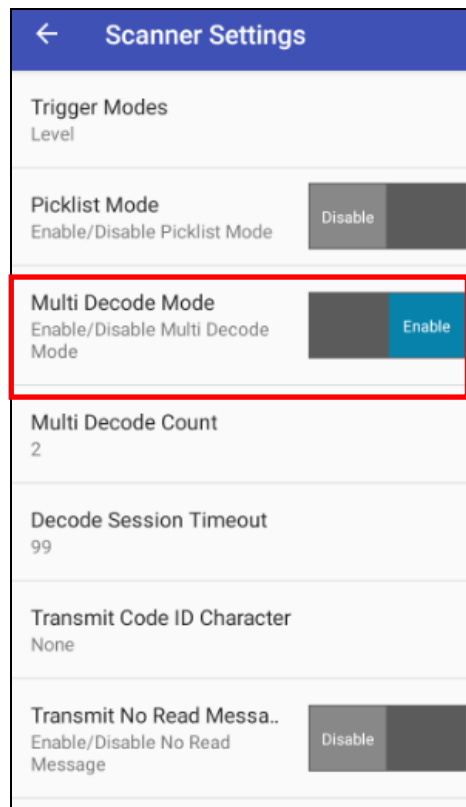 Scanner Settings
Trigger Modes
Level
Picklist Mode
Enable/Disable Picklist Mode
Disable
Multi Decode Mode
Enable/Disable Multi Decode
Mode
Enable
Multi Decode Count
2
Decode Session Timeout
99
Transmit Code ID Character
None
Transmit No Read Messa..
Enable/Disable No Read
Message
Disable